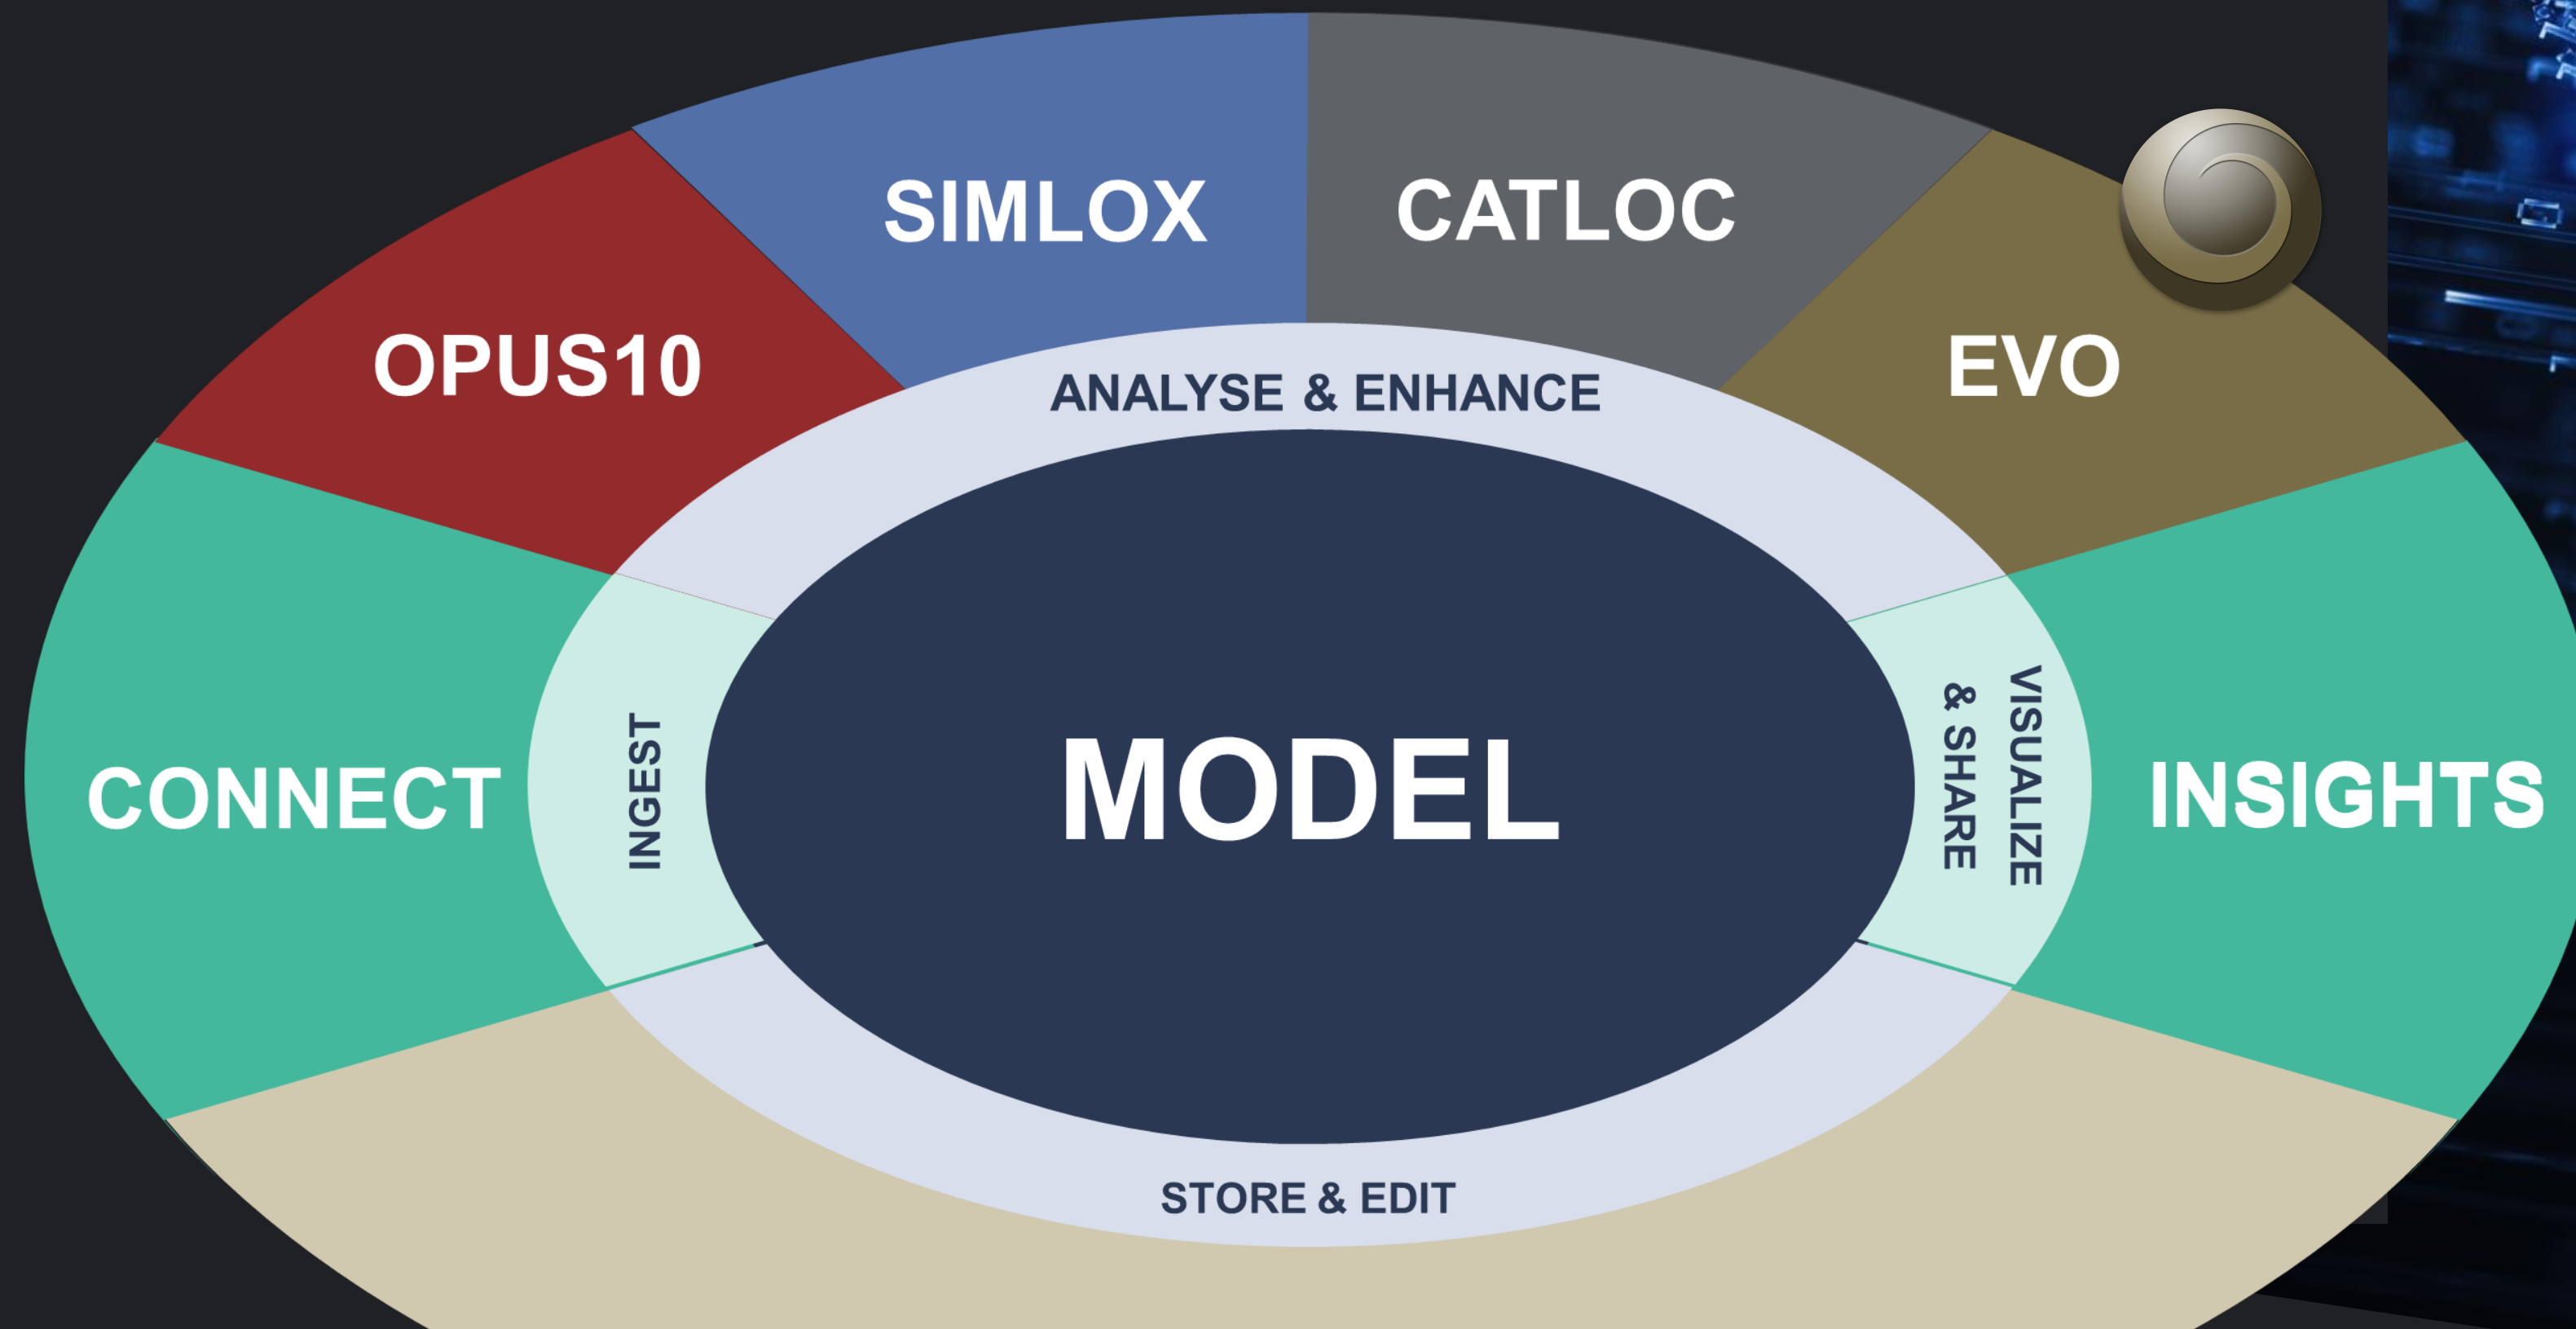 SIMLOX
CATLOC
OPUS10
EVO
ANALYSE & ENHANCE
CONNECT
INGEST
MODEL
VISUALIZE
& SHARE
INSIGHTS
STORE & EDIT